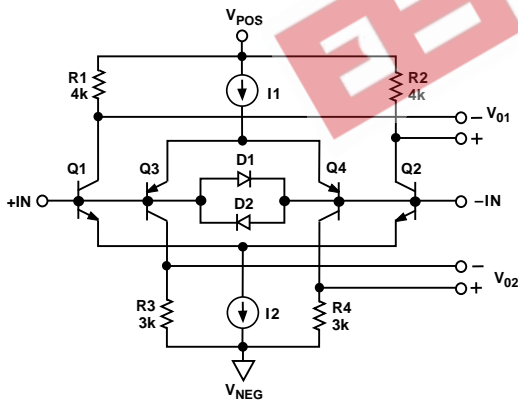 VPOS
R1
4k
I1
R2
4k
– V01
+
Q1
Q3
D1
Q4
Q2
D2
+IN
–IN
–
V02
+
R3
3k
I2
R4
3k
VNEG